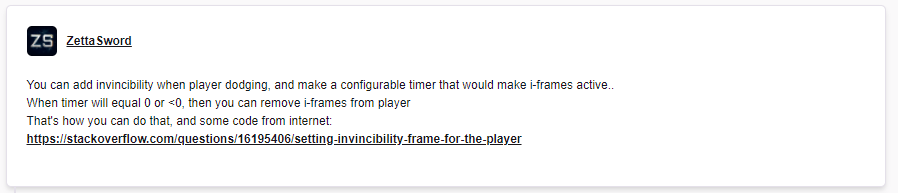 ZS
ZettaSword
You can add invincibility when player dodging, and make a configurable timer that would make i-frames active..
When timer will equal 0 or <0, then you can remove i-frames from player
That's how you can do that, and some code from internet:
https://stackoverflow.com/questions/16195406/setting-invincibility-frame-for-the-player